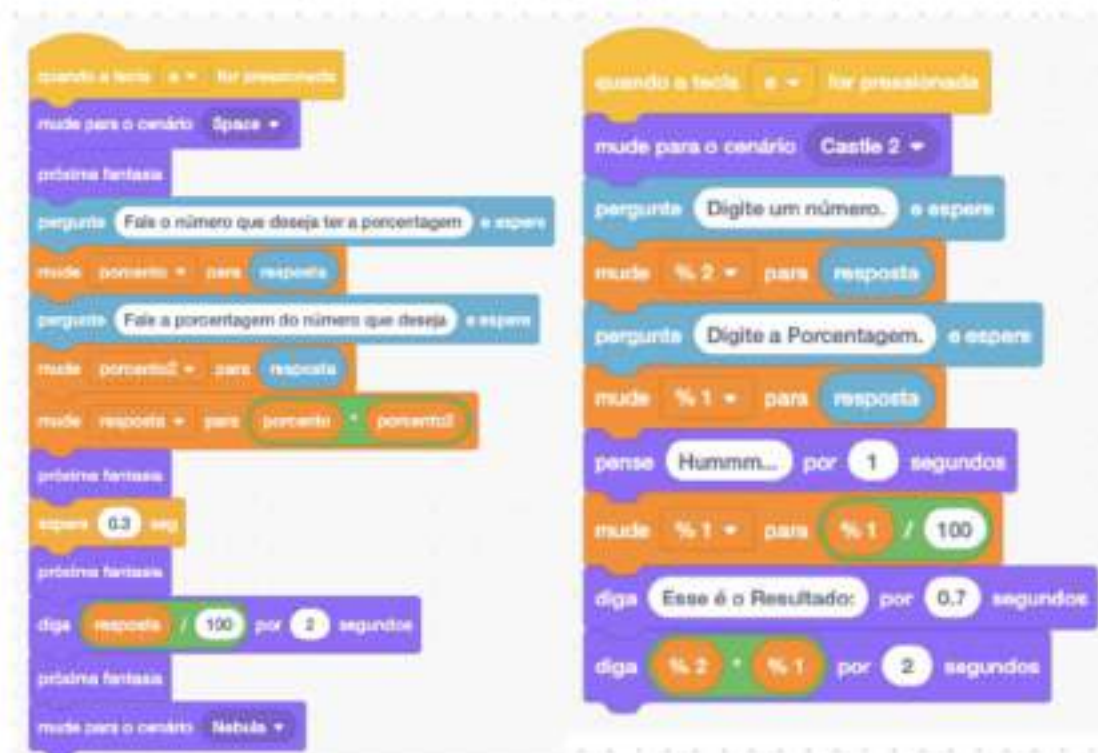 quando a tecla e for pressionada
mude para o cenário Space
próxima fantasia
pergunte Fale o número que deseja ter a porcentagem e espere
mude porcento para resposta
pergunte Fale a porcentagem do número que deseja e espere
mude porcento2 para resposta
mude resposta para porcento * porcento2
próxima fantasia
espere 0.3 seg
próxima fantasia
diga resposta / 100 por 2 segundos
próxima fantasia
mude para o cenário Nebula
quando a tecla e for pressionada
mude para o cenário Castle 2
pergunte Digite um número. e espere
mude % 2 para resposta
pergunte Digite a Porcentagem. e espere
mude % 1 para resposta
pense Hummm... por 1 segundos
mude % 1 para % 1 / 100
diga Esse é o Resultado: por 0.7 segundos
diga % 2 * % 1 por 2 segundos